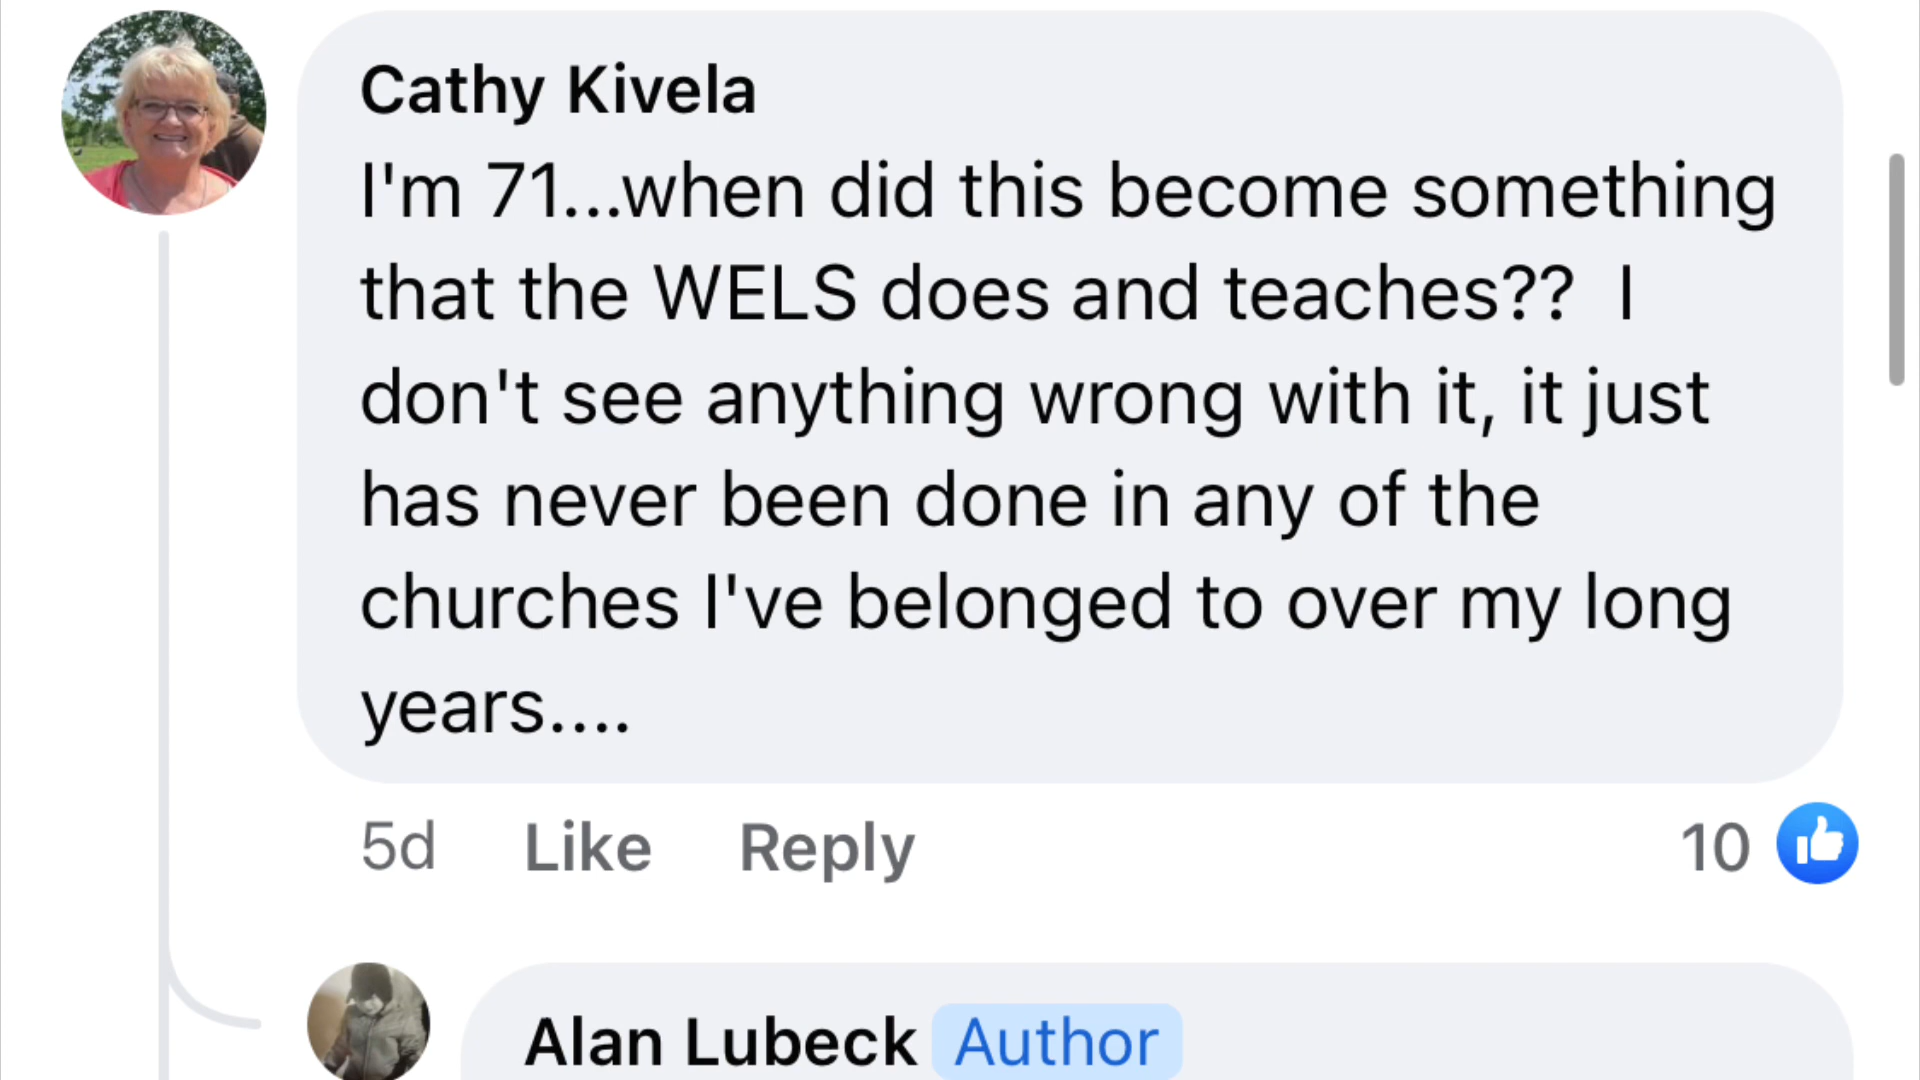 Cathy Kivela
I'm 71...when did this become something
that the WELS does and teaches??  I
don't see anything wrong with it, it just
has never been done in any of the
churches I've belonged to over my long
years....
5d Like Reply 10
Alan Lubeck Author